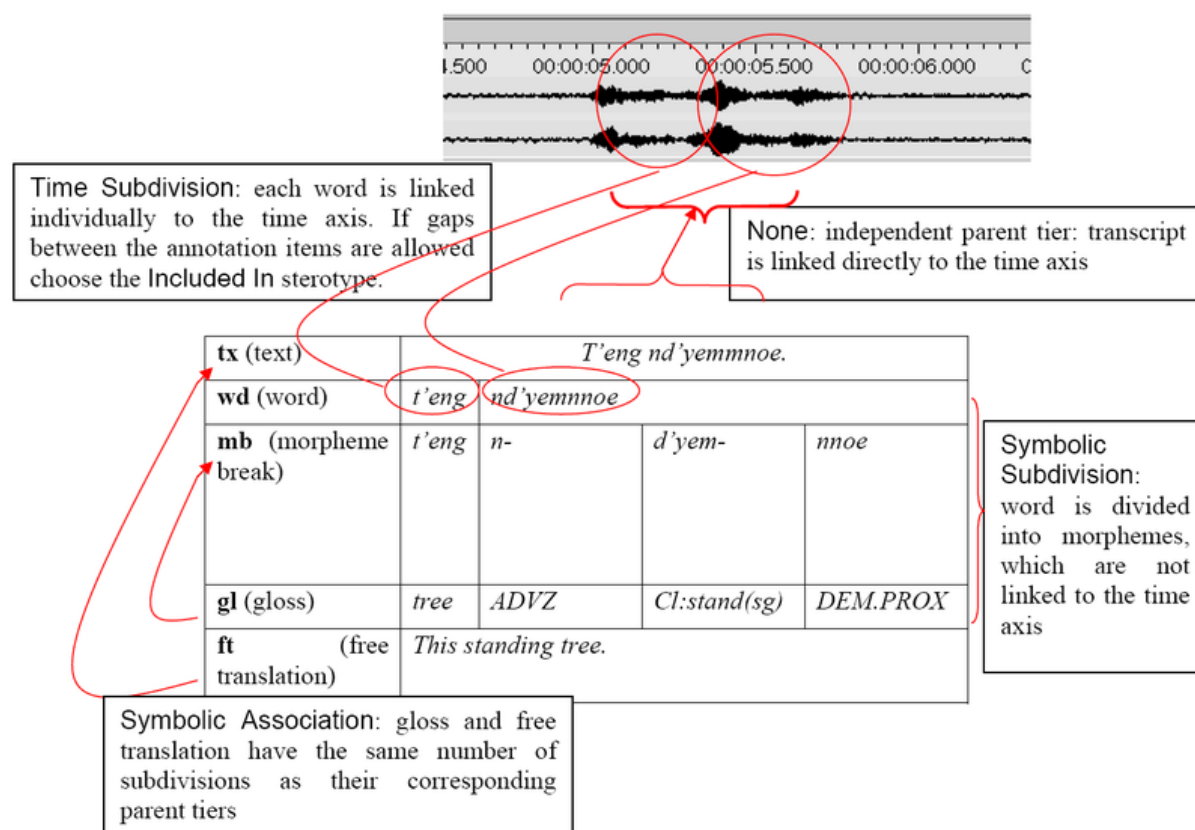 4.500 00:00:05.000 00:00:05.500 00:00:06.000
Time Subdivision: each word is linked
individually to the time axis. If gaps
between the annotation items are allowed
choose the Included In sterotype.
None: independent parent tier: transcript
is linked directly to the time axis
tx (text) T'eng nd'yemmnoe.
wd (word) t'eng nd'yemnnoe
mb (morpheme break) t'eng n- d'yem- nnoe
gl (gloss) tree ADVZ Cl:stand(sg) DEM.PROX
ft (free translation) This standing tree.
Symbolic
Subdivision:
word is divided
into morphemes,
which are not
linked to the time
axis
Symbolic Association: gloss and free
translation have the same number of
subdivisions as their corresponding
parent tiers